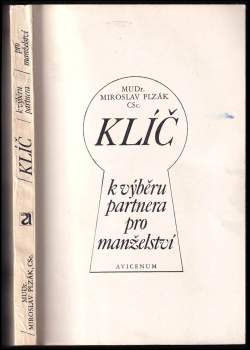 MUDr.
MIROSLAV PLZÁK
CSc.
KLÍČ
k výběru
partnera
pro
manželství
AVICENUM
MUDr.
MIROSLAV PLZÁK, CSc.
KLÍČ
k výběru
partnera
pro
manželství